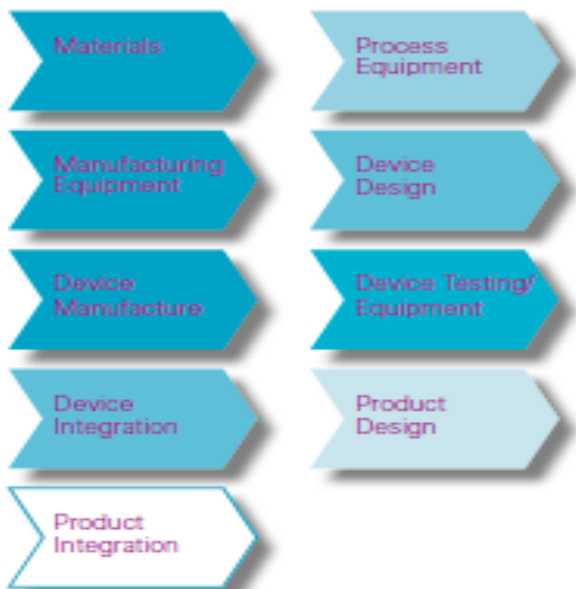 Materials
Process
Equipment
Manufacturing
Equipment
Device
Design
Device
Manufacture
Device Testing/
Equipment
Device
Integration
Product
Design
Product
Integration